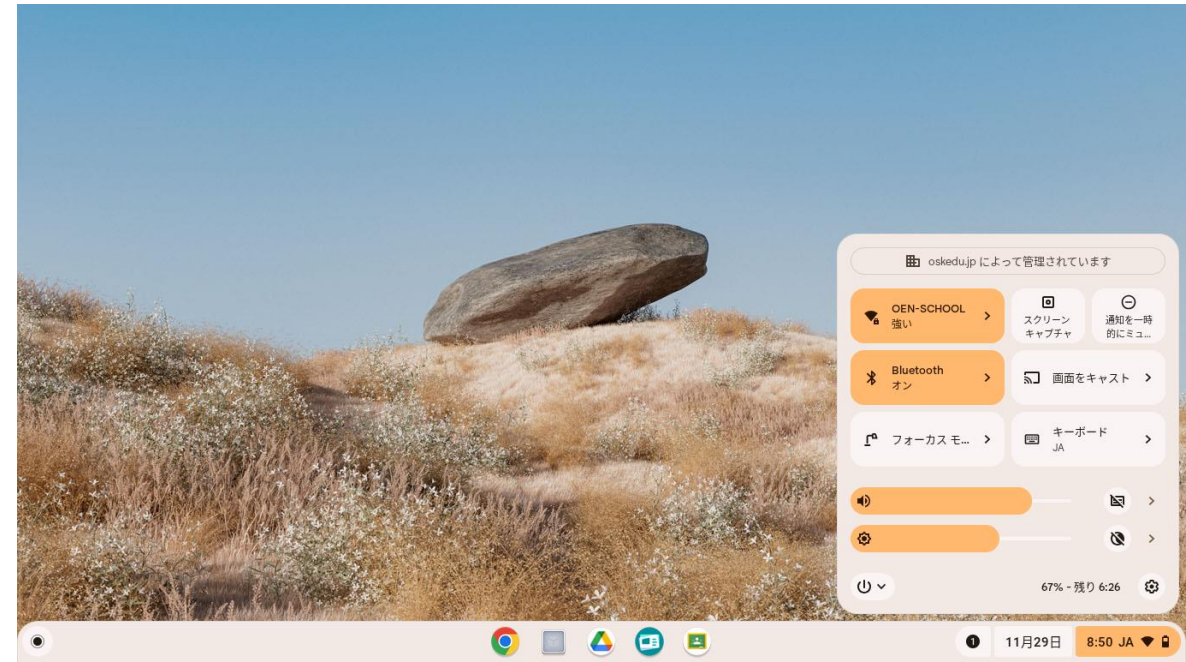 oskedu.jp によって管理されています
OEN-SCHOOL
強い
スクリーン
キャプチャ
通知を一時
的にミュ...
Bluetooth
オン
画面をキャスト
フォーカス モ...
キーボード
JA
67% - 残り 6:26
1
11月29日
8:50 JA